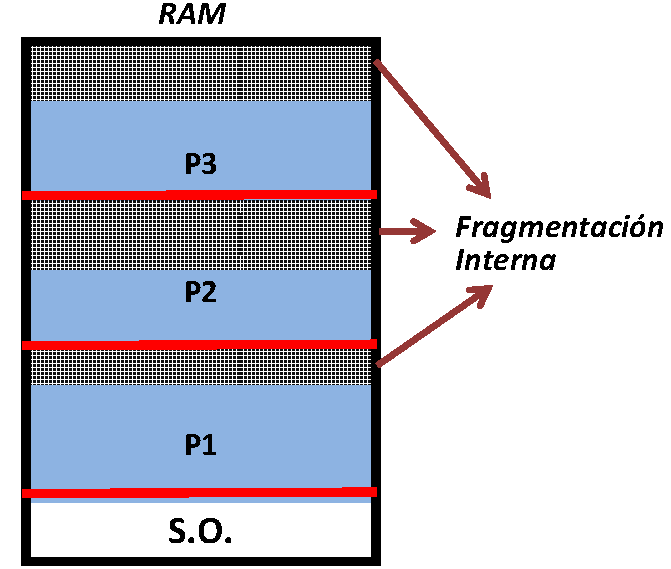 RAM
P3
Fragmentación
Interna
P2
P1
S.O.